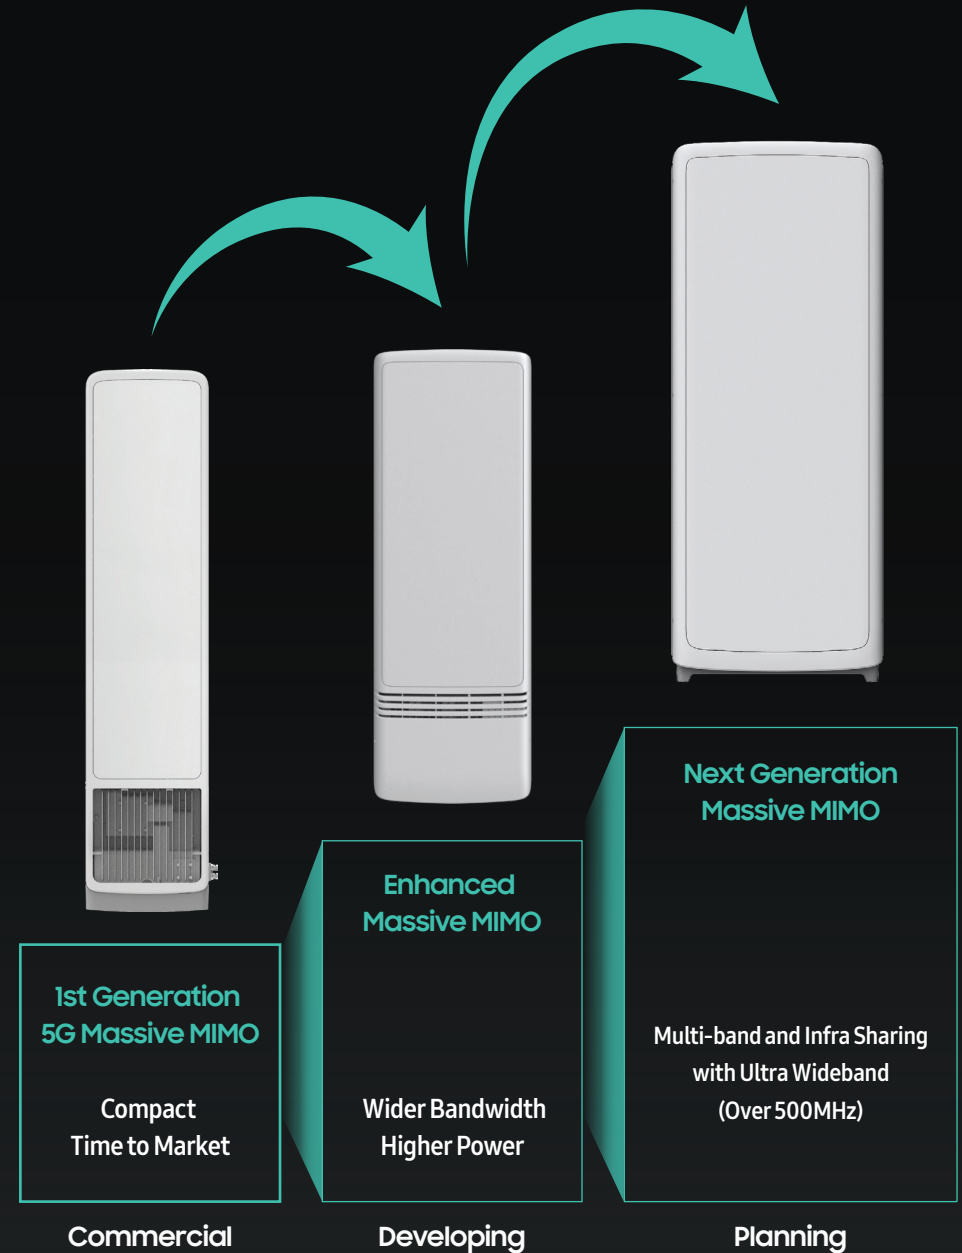 1st Generation
5G Massive MIMO
Compact
Time to Market
Commercial
Enhanced
Massive MIMO
Wider Bandwidth
Higher Power
Developing
Next Generation
Massive MIMO
Multi-band and Infra Sharing
with Ultra Wideband
(Over 500MHz)
Planning